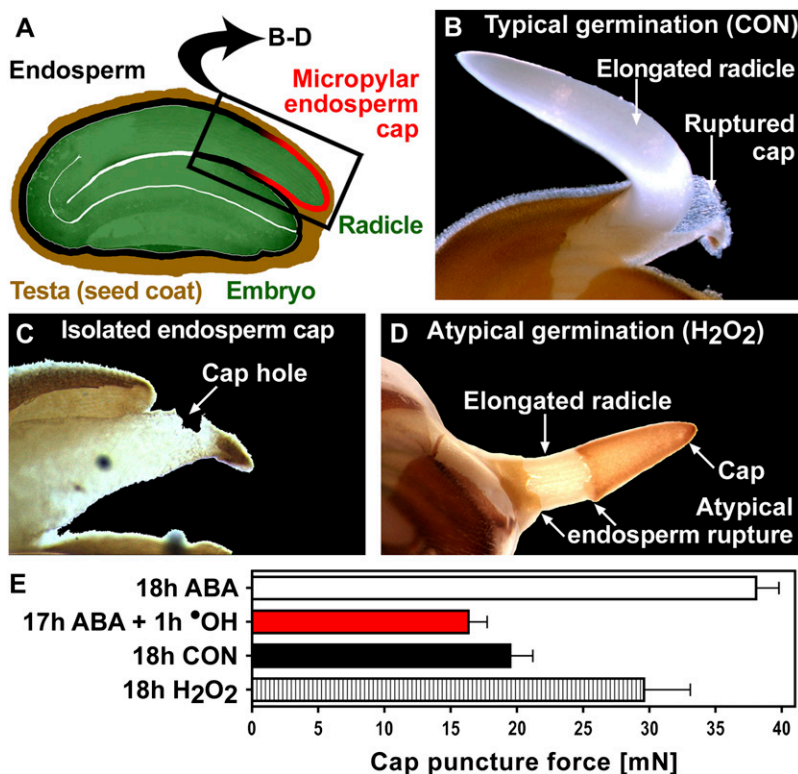 A
B-D
Endosperm
Micropylar
endosperm
cap
Radicle
Testa (seed coat)
Embryo
B
Typical germination (CON)
Elongated radicle
Ruptured
cap
C
Isolated endosperm cap
Cap hole
D
Atypical germination (H₂O₂)
Elongated radicle
Cap
Atypical
endosperm rupture
E
18h ABA
17h ABA + 1h •OH
18h CON
18h H₂O₂
0 5 10 15 20 25 30 35 40
Cap puncture force [mN]